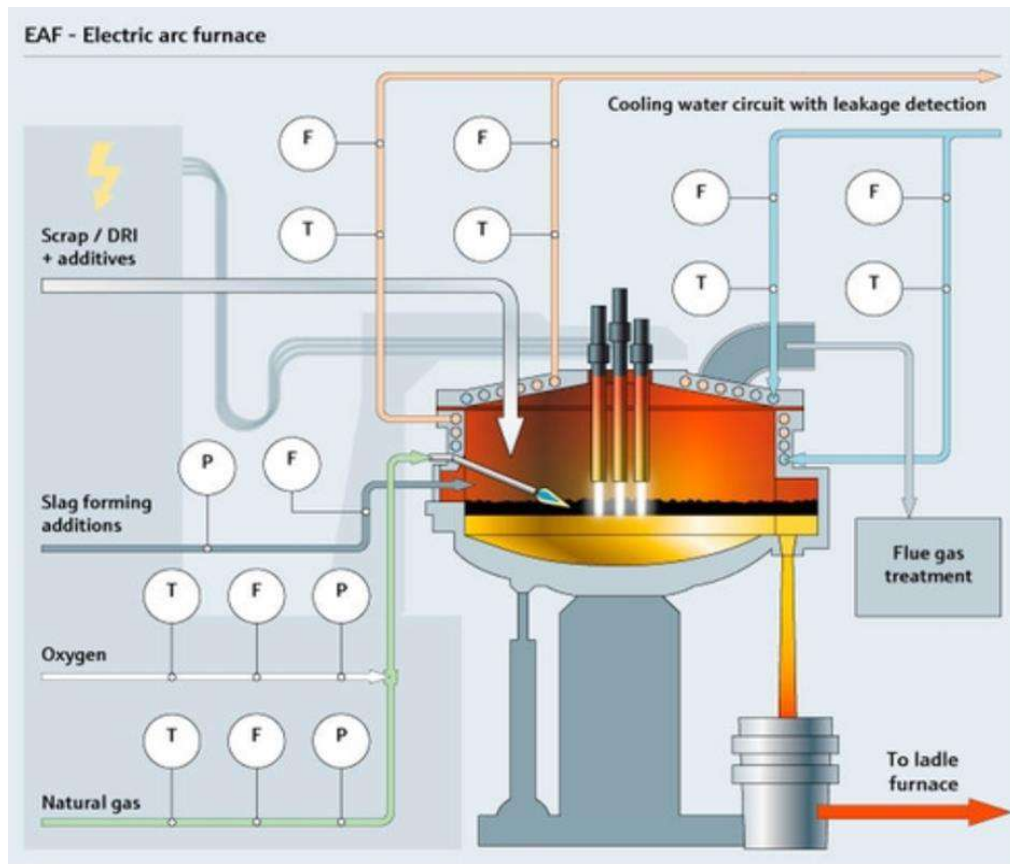 EAF - Electric arc furnace
Cooling water circuit with leakage detection
F
F
F
F
T
T
Scrap / DRI
+ additives
T
T
P
F
Slag forming
additions
Flue gas
treatment
T
F
P
Oxygen
T
F
P
To ladle
furnace
Natural gas